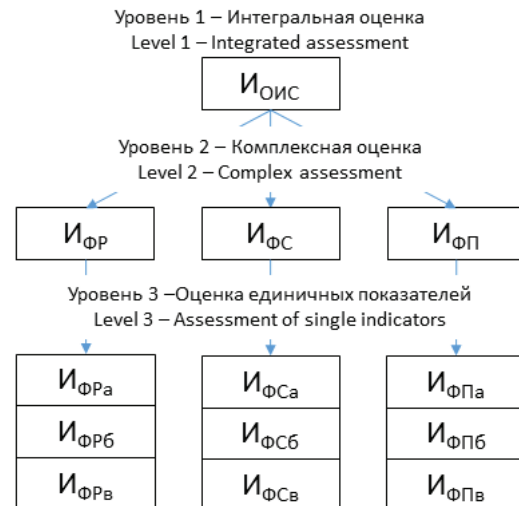 Уровень 1 – Интегральная оценка
Level 1 – Integrated assessment
ИОИС
Уровень 2 – Комплексная оценка
Level 2 – Complex assessment
ИФР ИФС ИФП
Уровень 3 –Оценка единичных показателей
Level 3 – Assessment of single indicators
ИФРа ИФСа ИФПа
ИФРб ИФСб ИФПб
ИФРв ИФСв ИФПв